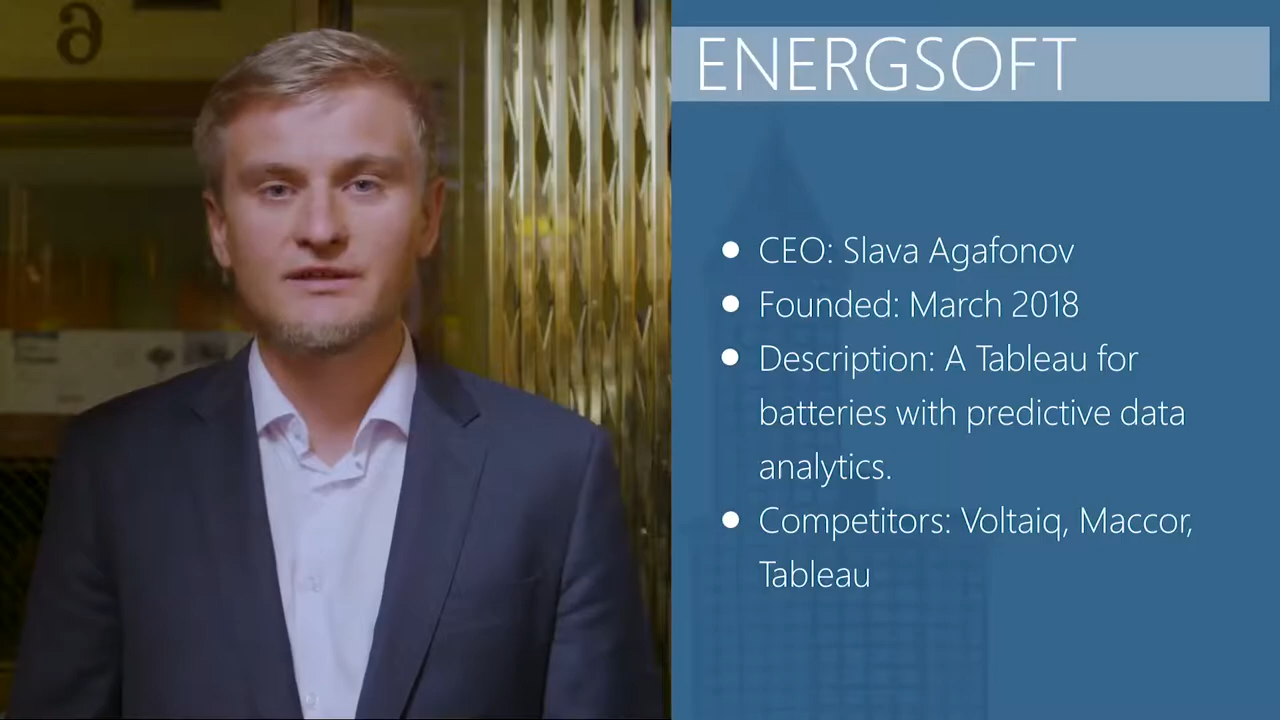 ENERGSOFT
6
CEO: Slava Agafonov
Founded: March 2018
Description: A Tableau for
batteries with predictive data
analytics.
Competitors: Voltaiq, Maccor,
Tableau